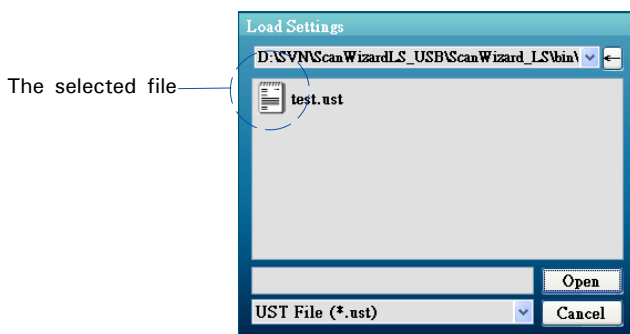 Load Settings
D:\SVN\ScanWizardLS_USB\ScanWizard_LS\bin\
The selected file
test.ust
Open
UST File (*.ust)
Cancel